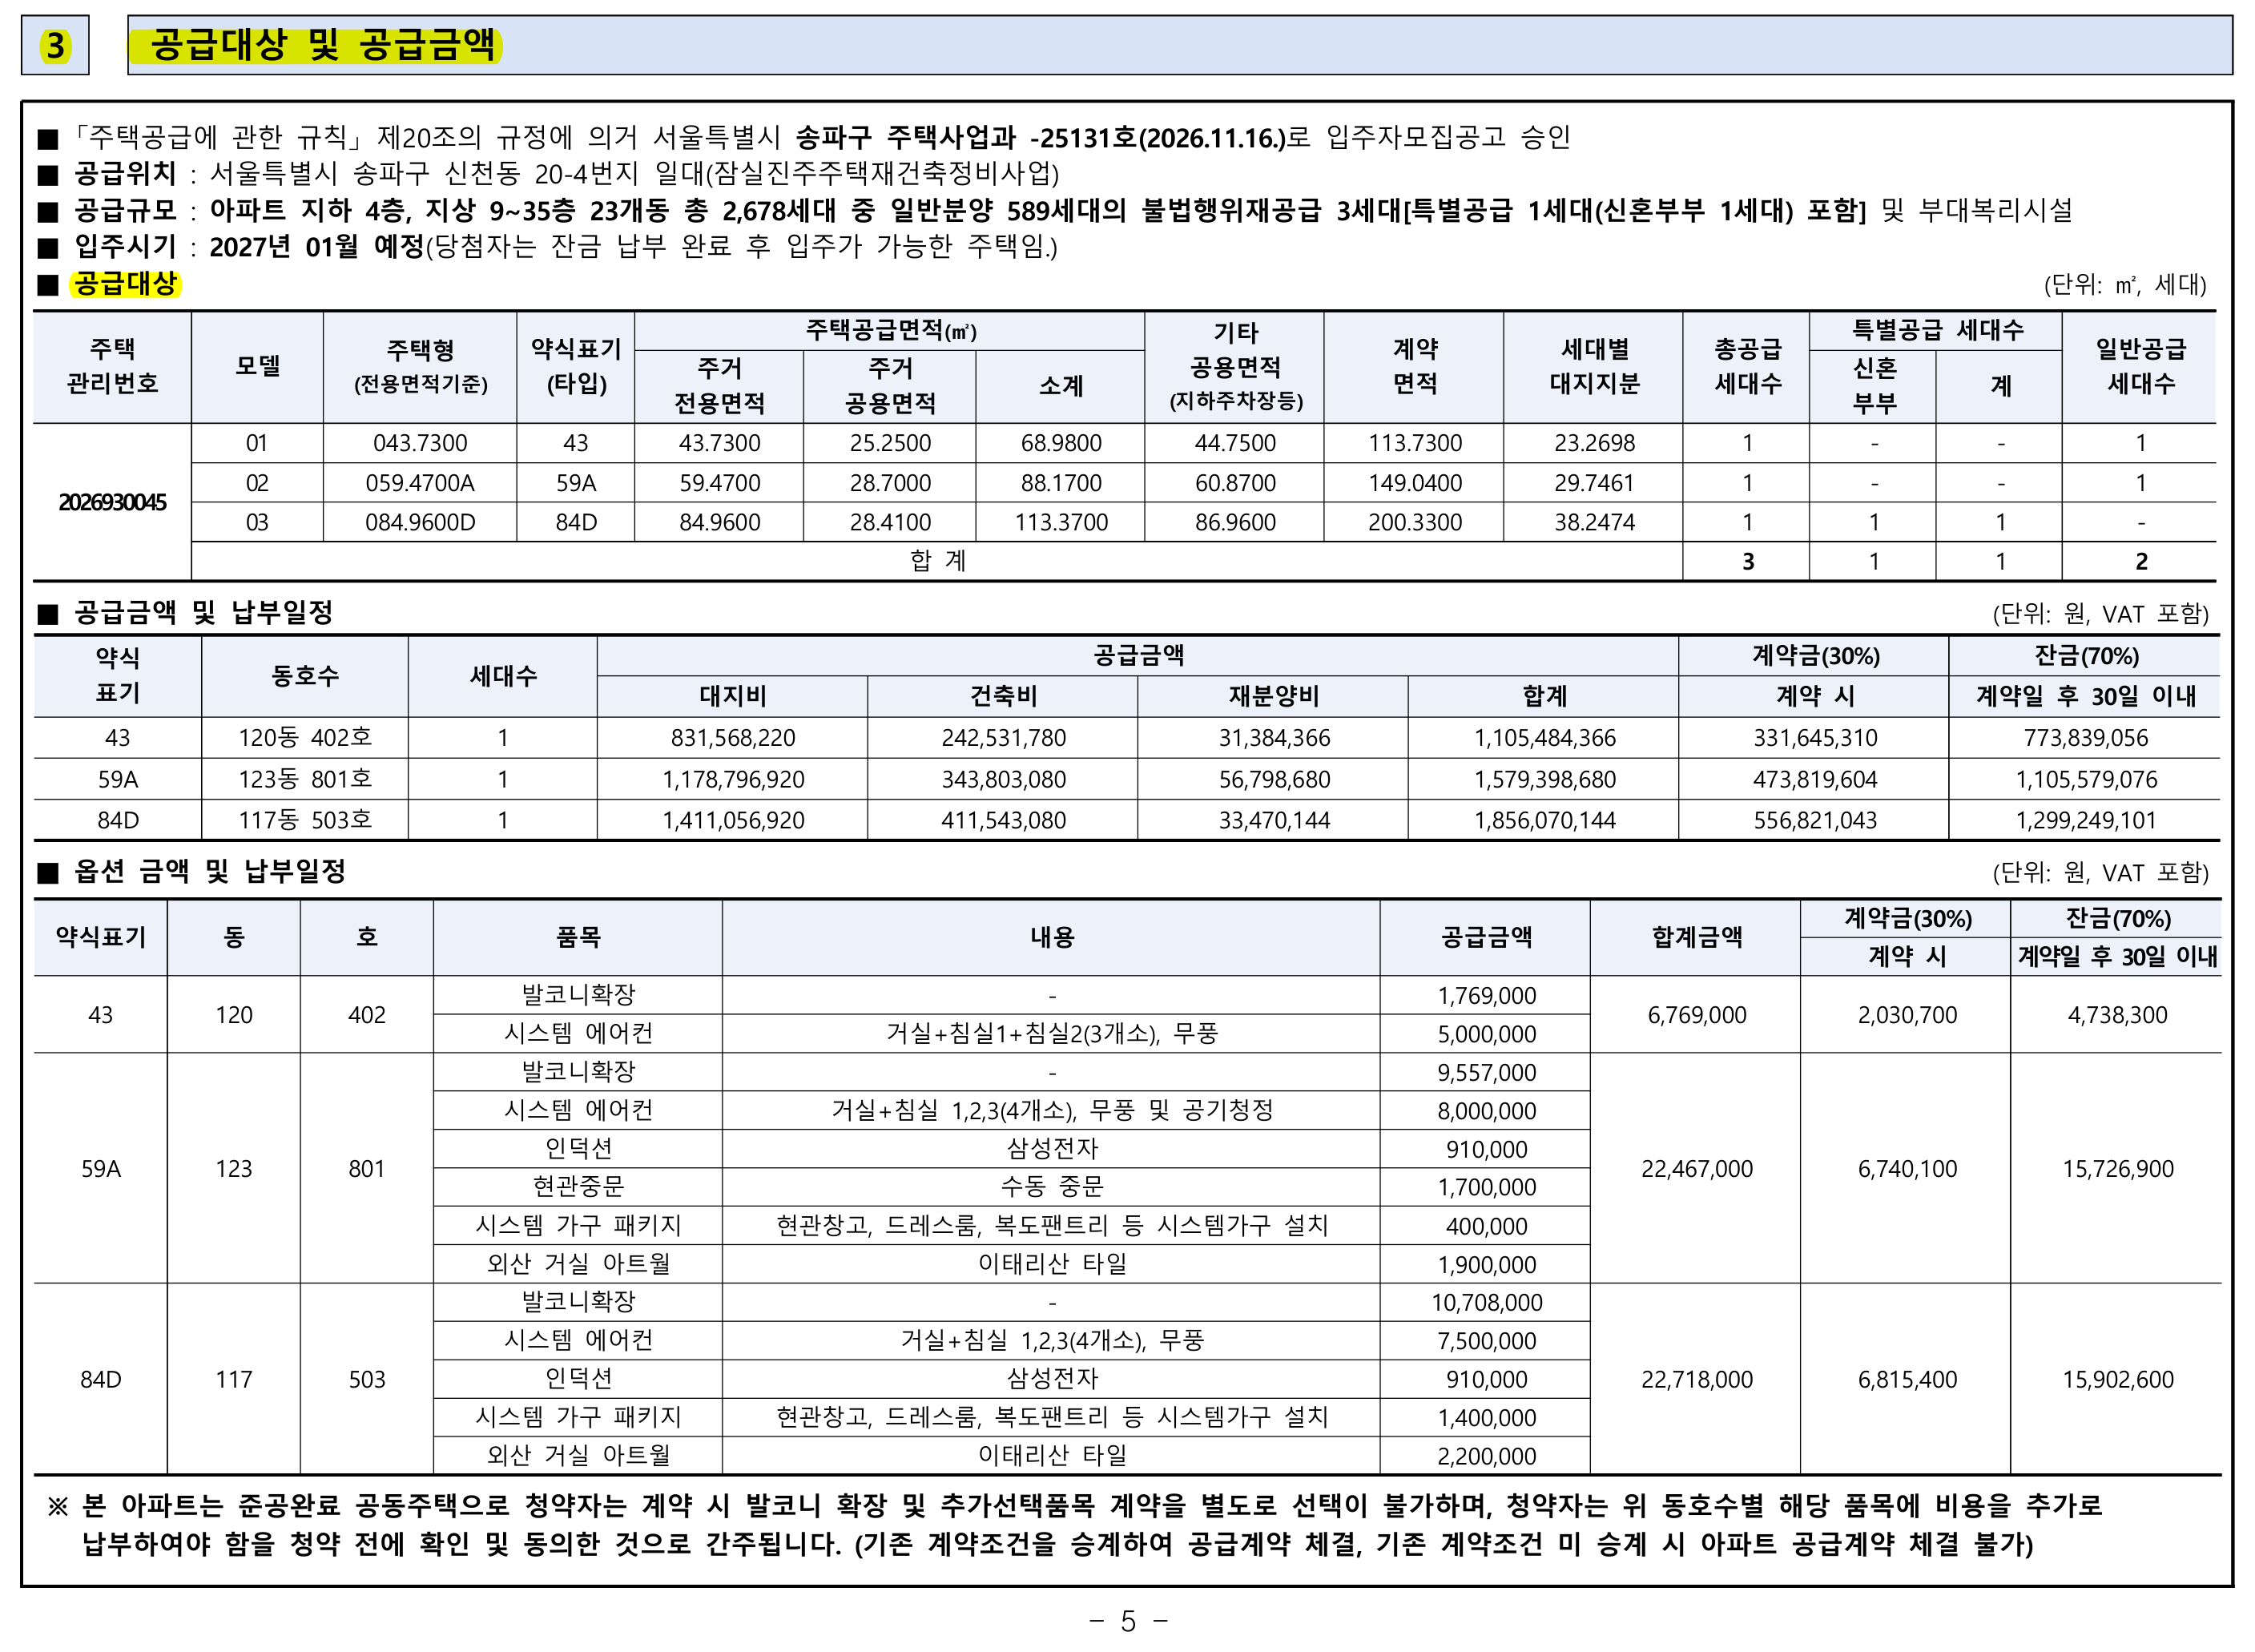 3 공급대상 및 공급금액
■ 「주택공급에 관한 규칙」 제20조의 규정에 의거 서울특별시 송파구 주택사업과 -25131호(2026.11.16.)로 입주자모집공고 승인
■ 공급위치 : 서울특별시 송파구 신천동 20-4번지 일대(잠실진주주택재건축정비사업)
■ 공급규모 : 아파트 지하 4층, 지상 9~35층 23개동 총 2,678세대 중 일반분양 589세대의 불법행위재공급 3세대[특별공급 1세대(신혼부부 1세대) 포함] 및 부대복리시설
■ 입주시기 : 2027년 01월 예정(당첨자는 잔금 납부 완료 후 입주가 가능한 주택임.)
■ 공급대상 (단위: ㎡, 세대)
주택 관리번호 모델 주택형 (전용면적기준) 약식표기 (타입) 주택공급면적(㎡) 기타 공용면적 (지하주차장등) 계약 면적 세대별 대지지분 총공급 세대수 특별공급 세대수 일반공급 세대수
주거 전용면적 주거 공용면적 소계 신혼 부부 계
2026930045
01 043.7300 43 43.7300 25.2500 68.9800 44.7500 113.7300 23.2698 1 - - 1
02 059.4700A 59A 59.4700 28.7000 88.1700 60.8700 149.0400 29.7461 1 - - 1
03 084.9600D 84D 84.9600 28.4100 113.3700 86.9600 200.3300 38.2474 1 1 1 -
합 계 3 1 1 2
■ 공급금액 및 납부일정 (단위: 원, VAT 포함)
약식 표기 동호수 세대수 공급금액 계약금(30%) 잔금(70%)
대지비 건축비 재분양비 합계 계약 시 계약일 후 30일 이내
43 120동 402호 1 831,568,220 242,531,780 31,384,366 1,105,484,366 331,645,310 773,839,056
59A 123동 801호 1 1,178,796,920 343,803,080 56,798,680 1,579,398,680 473,819,604 1,105,579,076
84D 117동 503호 1 1,411,056,920 411,543,080 33,470,144 1,856,070,144 556,821,043 1,299,249,101
■ 옵션 금액 및 납부일정 (단위: 원, VAT 포함)
약식표기 동 호 품목 내용 공급금액 합계금액 계약금(30%) 잔금(70%)
계약 시 계약일 후 30일 이내
43 120 402 발코니확장 - 1,769,000 6,769,000 2,030,700 4,738,300
시스템 에어컨 거실+침실1+침실2(3개소), 무풍 5,000,000
59A 123 801 발코니확장 - 9,557,000 22,467,000 6,740,100 15,726,900
시스템 에어컨 거실+침실 1,2,3(4개소), 무풍 및 공기청정 8,000,000
인덕션 삼성전자 910,000
현관중문 수동 중문 1,700,000
시스템 가구 패키지 현관창고, 드레스룸, 복도팬트리 등 시스템가구 설치 400,000
외산 거실 아트월 이태리산 타일 1,900,000
84D 117 503 발코니확장 - 10,708,000 22,718,000 6,815,400 15,902,600
시스템 에어컨 거실+침실 1,2,3(4개소), 무풍 7,500,000
인덕션 삼성전자 910,000
시스템 가구 패키지 현관창고, 드레스룸, 복도팬트리 등 시스템가구 설치 1,400,000
외산 거실 아트월 이태리산 타일 2,200,000
※ 본 아파트는 준공완료 공동주택으로 청약자는 계약 시 발코니 확장 및 추가선택품목 계약을 별도로 선택이 불가하며, 청약자는 위 동호수별 해당 품목에 비용을 추가로
납부하여야 함을 청약 전에 확인 및 동의한 것으로 간주됩니다. (기존 계약조건을 승계하여 공급계약 체결, 기존 계약조건 미 승계 시 아파트 공급계약 체결 불가)
- 5 -